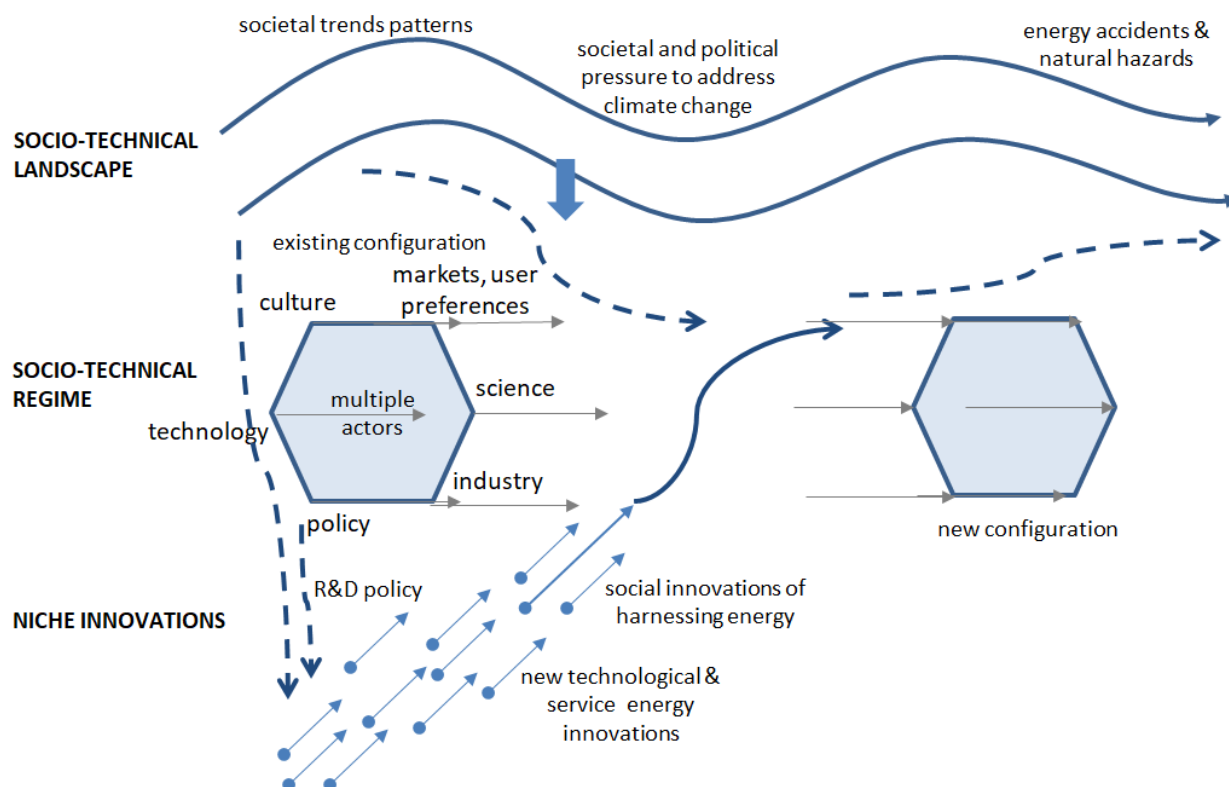 societal trends patterns
societal and political
pressure to address
climate change
energy accidents &
natural hazards
SOCIO-TECHNICAL
LANDSCAPE
existing configuration
culture
markets, user
preferences
SOCIO-TECHNICAL
REGIME
multiple
actors
science
technology
industry
policy
new configuration
NICHE INNOVATIONS
R&D policy
social innovations of
harnessing energy
new technological &
service energy
innovations